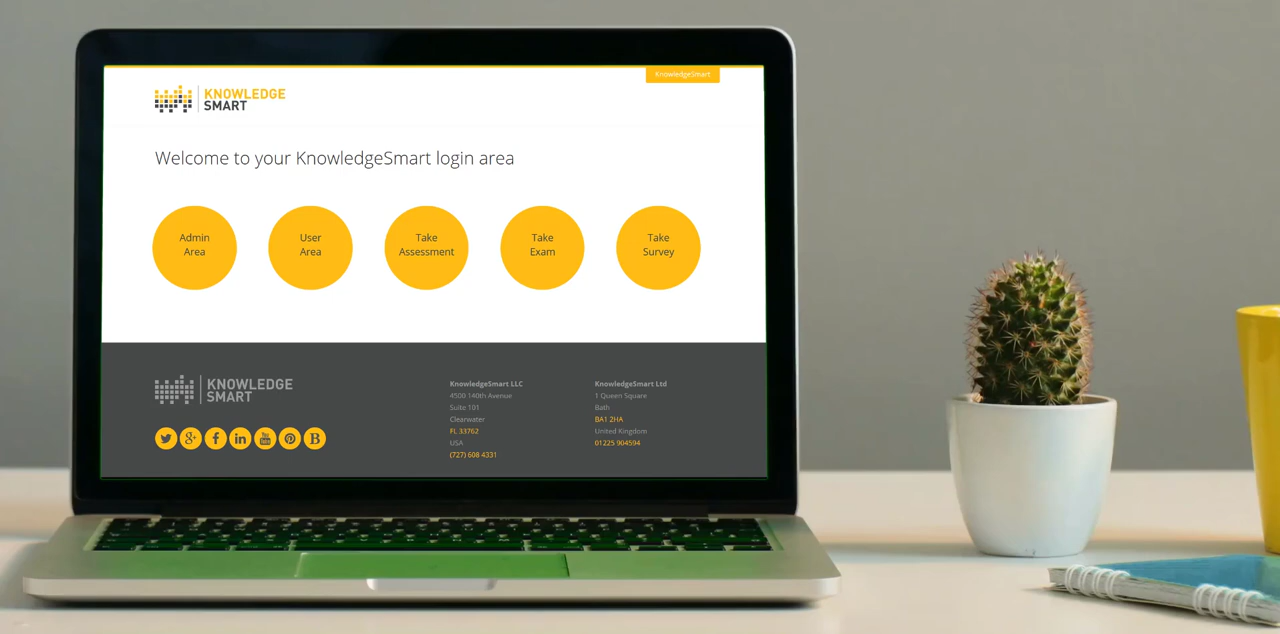 KnowledgeSmart
KNOWLEDGE
SMART
Welcome to your KnowledgeSmart login area
Admin
Area
User
Area
Take
Assessment
Take
Exam
Take
Survey
KNOWLEDGE
SMART
KnowledgeSmart LLC
4500 140th Avenue
Suite 101
Clearwater
FL 33762
USA
(727) 608 4331
KnowledgeSmart Ltd
1 Queen Square
Bath
BA1 2HA
United Kingdom
01225 904594